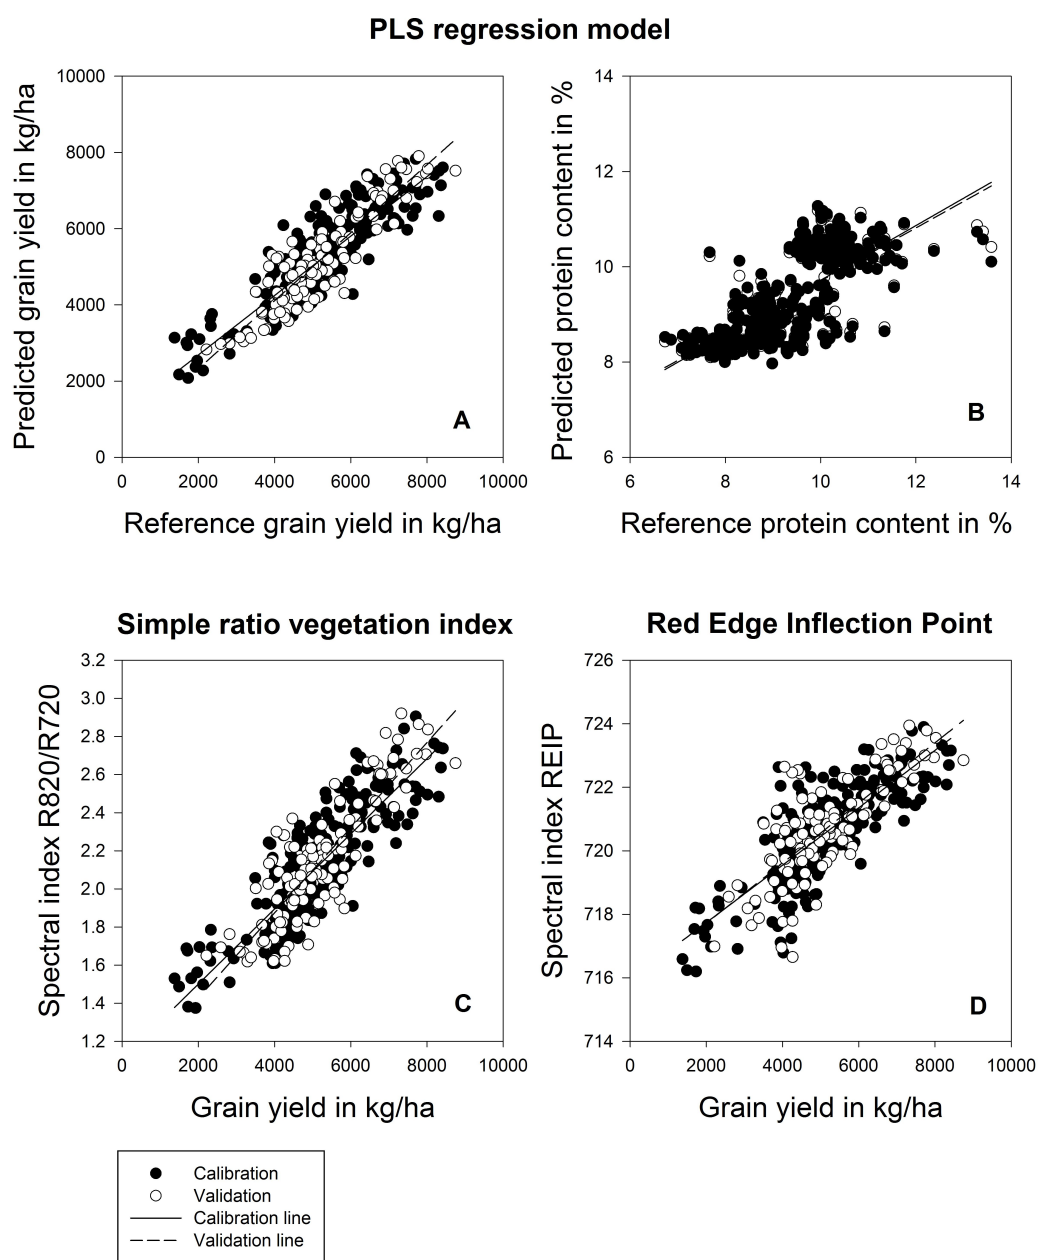 PLS regression model
Predicted grain yield in kg/ha
10000
8000
6000
4000
2000
0
A
0 2000 4000 6000 8000 10000
Reference grain yield in kg/ha
Predicted protein content in %
14
12
10
8
6
B
6 8 10 12 14
Reference protein content in %
Simple ratio vegetation index
Spectral index R820/R720
3.2
3.0
2.8
2.6
2.4
2.2
2.0
1.8
1.6
1.4
1.2
C
0 2000 4000 6000 8000 10000
Grain yield in kg/ha
Red Edge Inflection Point
Spectral index REIP
726
724
722
720
718
716
714
D
0 2000 4000 6000 8000 10000
Grain yield in kg/ha
Calibration
Validation
Calibration line
Validation line